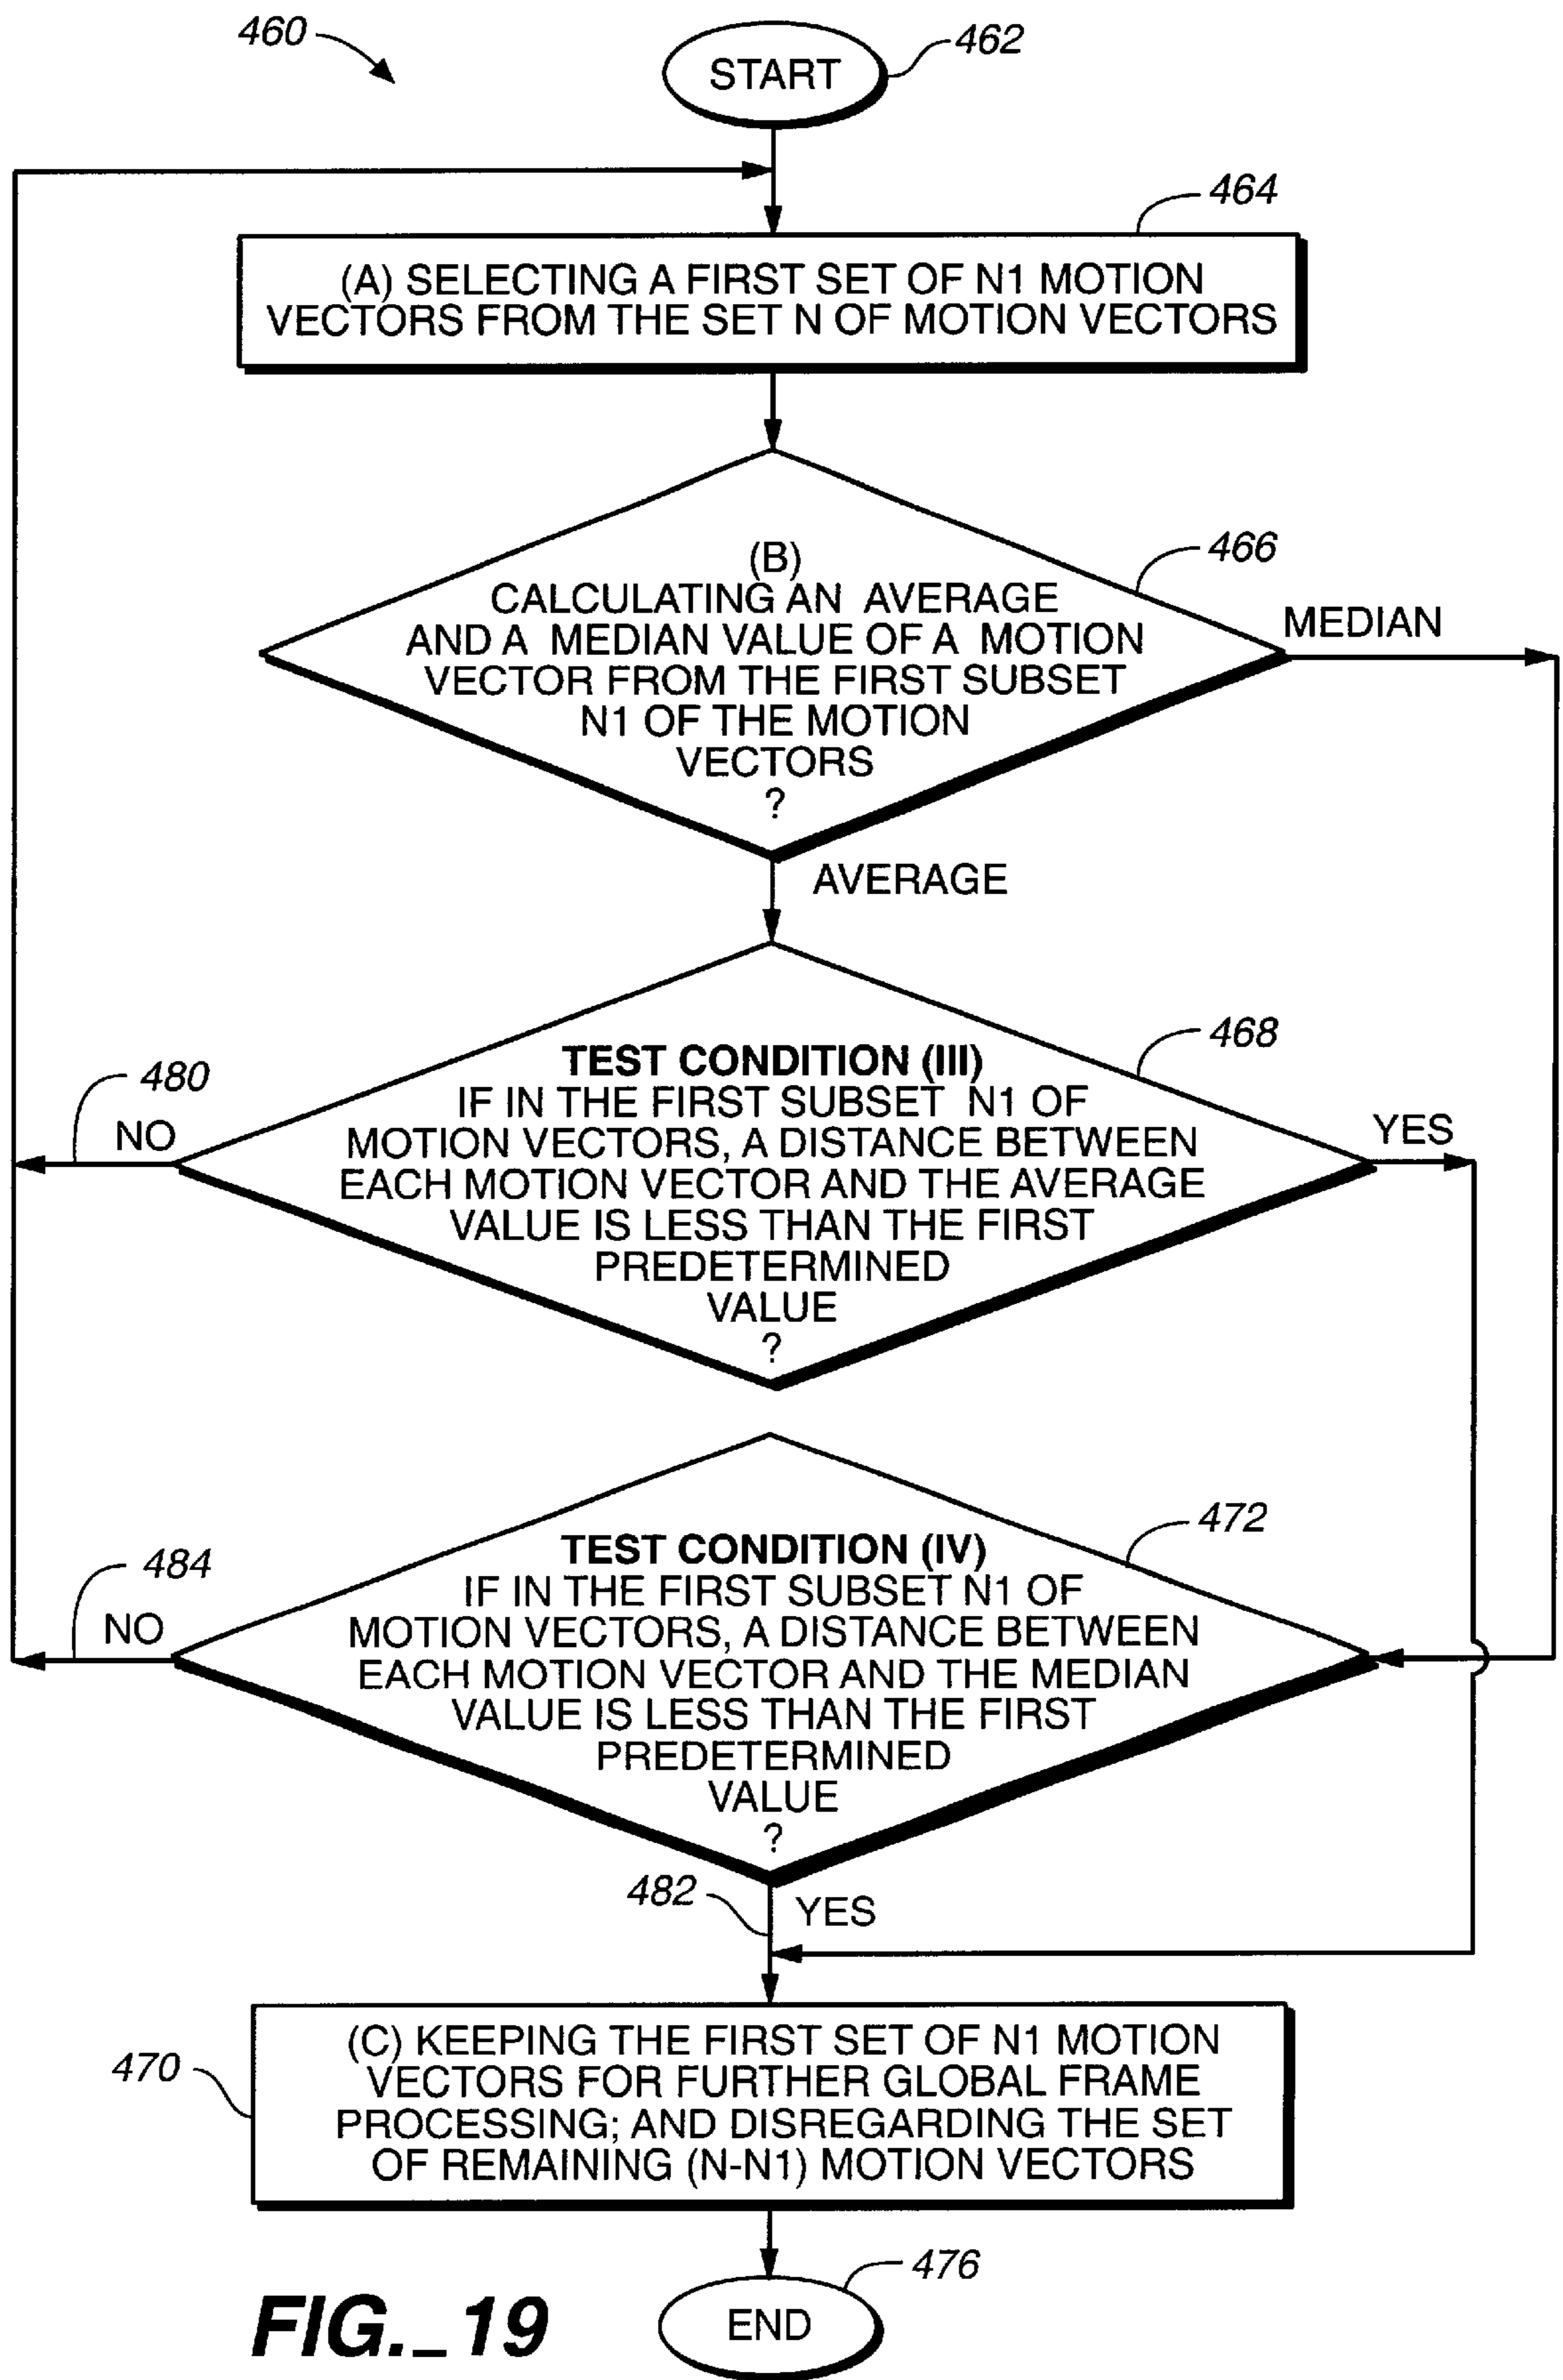 460
START
462
464
(A) SELECTING A FIRST SET OF N1 MOTION
VECTORS FROM THE SET N OF MOTION VECTORS
466
(B)
CALCULATING AN AVERAGE
AND A MEDIAN VALUE OF A MOTION
VECTOR FROM THE FIRST SUBSET
N1 OF THE MOTION
VECTORS
?
MEDIAN
AVERAGE
468
TEST CONDITION (III)
IF IN THE FIRST SUBSET N1 OF
MOTION VECTORS, A DISTANCE BETWEEN
EACH MOTION VECTOR AND THE AVERAGE
VALUE IS LESS THAN THE FIRST
PREDETERMINED
VALUE
?
480
NO
YES
472
TEST CONDITION (IV)
IF IN THE FIRST SUBSET N1 OF
MOTION VECTORS, A DISTANCE BETWEEN
EACH MOTION VECTOR AND THE MEDIAN
VALUE IS LESS THAN THE FIRST
PREDETERMINED
VALUE
?
484
NO
482
YES
470
(C) KEEPING THE FIRST SET OF N1 MOTION
VECTORS FOR FURTHER GLOBAL FRAME
PROCESSING; AND DISREGARDING THE SET
OF REMAINING (N-N1) MOTION VECTORS
476
END
FIG._19